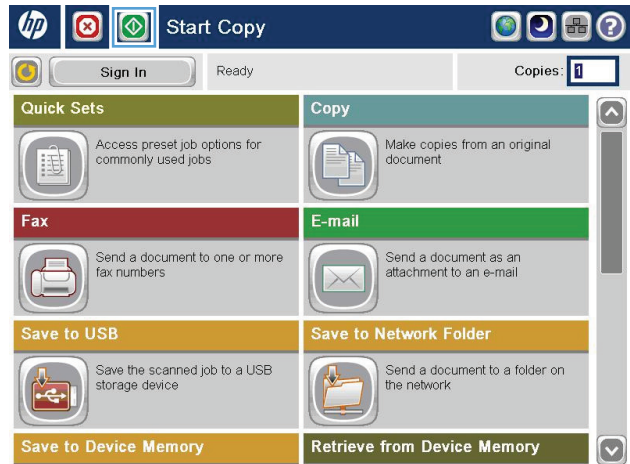 hp
Start Copy
?
Sign In
Ready
Copies: 1
Quick Sets
Access preset job options for
commonly used jobs
Copy
Make copies from an original
document
Fax
Send a document to one or more
fax numbers
E-mail
Send a document as an
attachment to an e-mail
Save to USB
Save the scanned job to a USB
storage device
Save to Network Folder
Send a document to a folder on
the network
Save to Device Memory
Retrieve from Device Memory